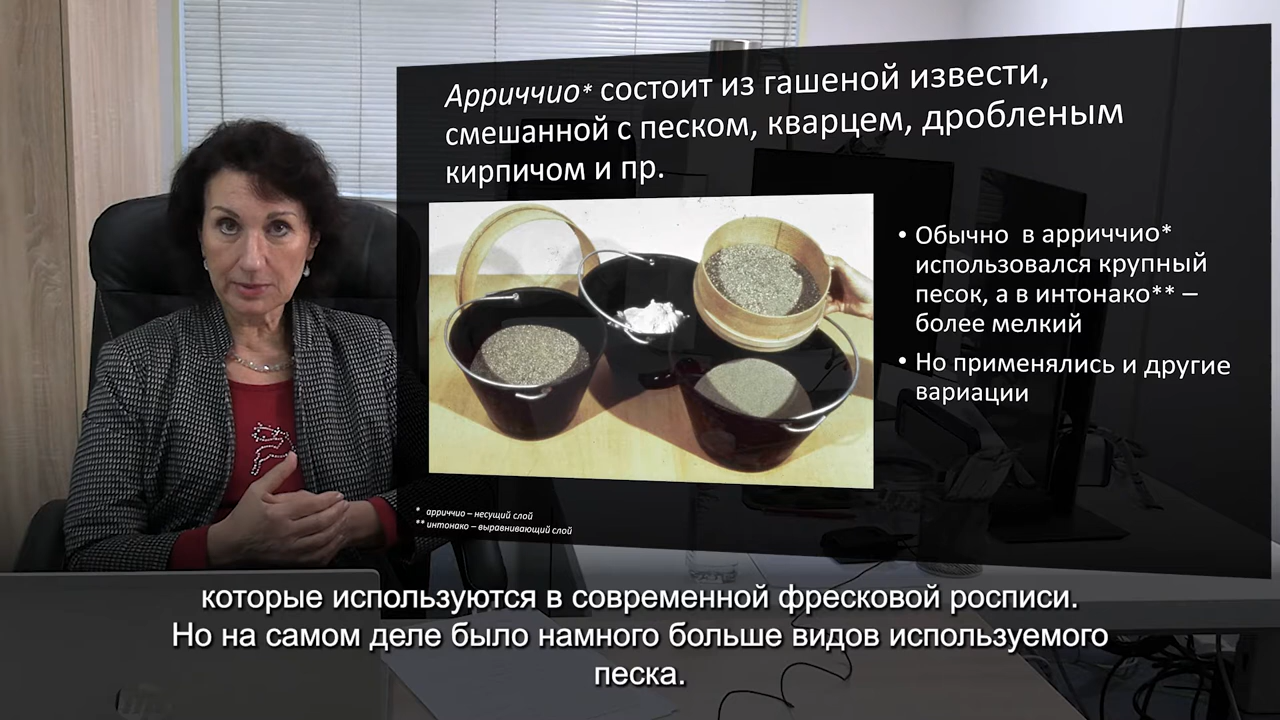 Арриччио* состоит из гашеной извести,
смешанной с песком, кварцем, дробленым
кирпичом и пр.
• Обычно в арриччио*
использовался крупный
песок, а в интонако** –
более мелкий
• Но применялись и другие
вариации
* арриччио – несущий слой
** интонако – выравнивающий слой
которые используются в современной фресковой росписи.
Но на самом деле было намного больше видов используемого
песка.